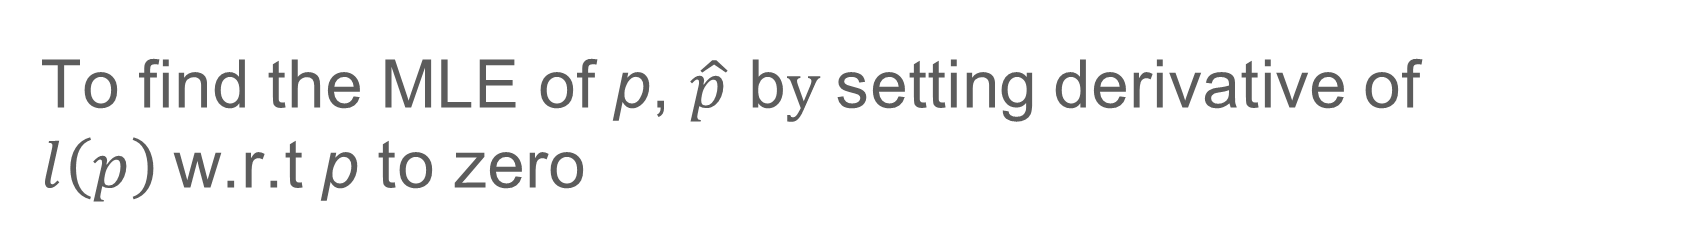 To find the MLE of p, p̂ by setting derivative of
l(p) w.r.t p to zero